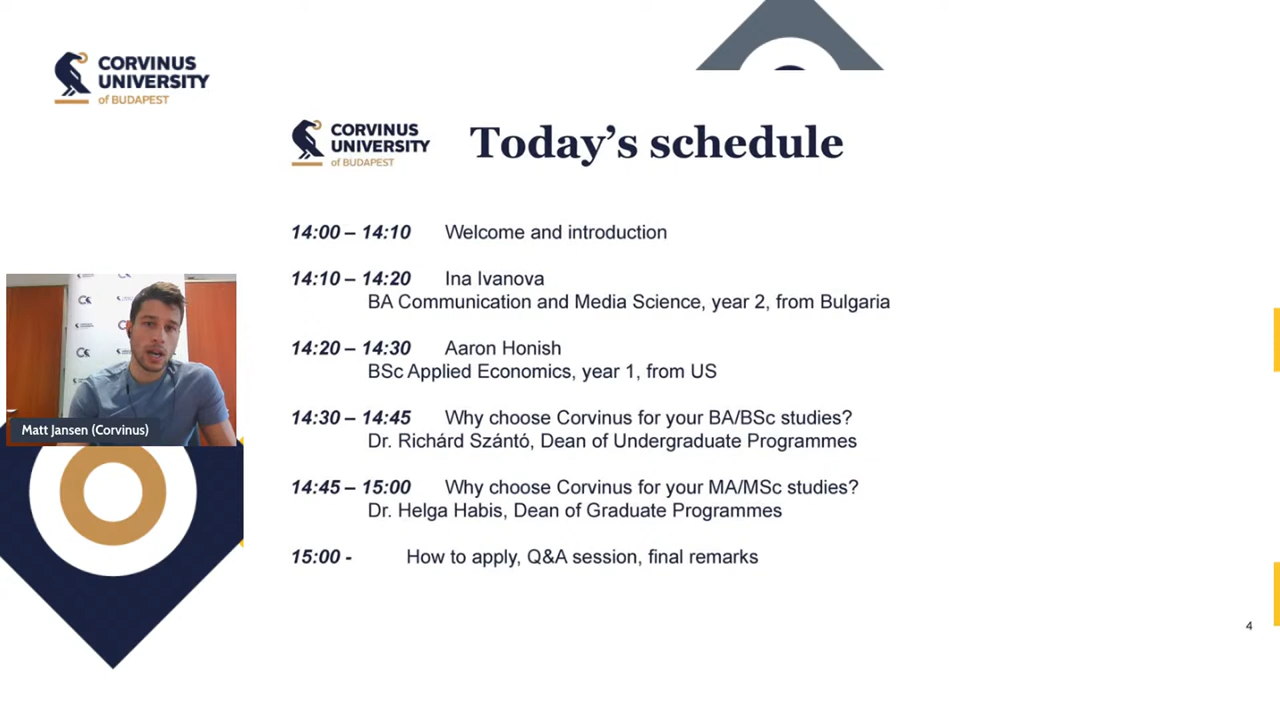 CORVINUS
UNIVERSITY
of BUDAPEST
CORVINUS
UNIVERSITY
of BUDAPEST
Today's schedule
14:00 – 14:10 Welcome and introduction
14:10 – 14:20 Ina Ivanova
BA Communication and Media Science, year 2, from Bulgaria
14:20 – 14:30 Aaron Honish
BSc Applied Economics, year 1, from US
14:30 – 14:45 Why choose Corvinus for your BA/BSc studies?
Dr. Richárd Szántó, Dean of Undergraduate Programmes
14:45 – 15:00 Why choose Corvinus for your MA/MSc studies?
Dr. Helga Habis, Dean of Graduate Programmes
15:00 - How to apply, Q&A session, final remarks
Matt Jansen (Corvinus)
4